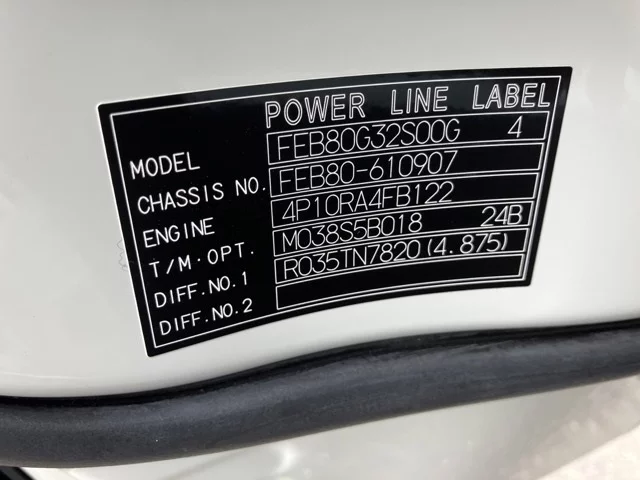 POWER LINE LABEL
MODEL FEB80G32S00G 4
CHASSIS NO. FEB80-610907
ENGINE 4P10RA4FB122
T/M·OPT. M038S5B018 24B
DIFF.NO.1 R035TN7820(4.875)
DIFF.NO.2